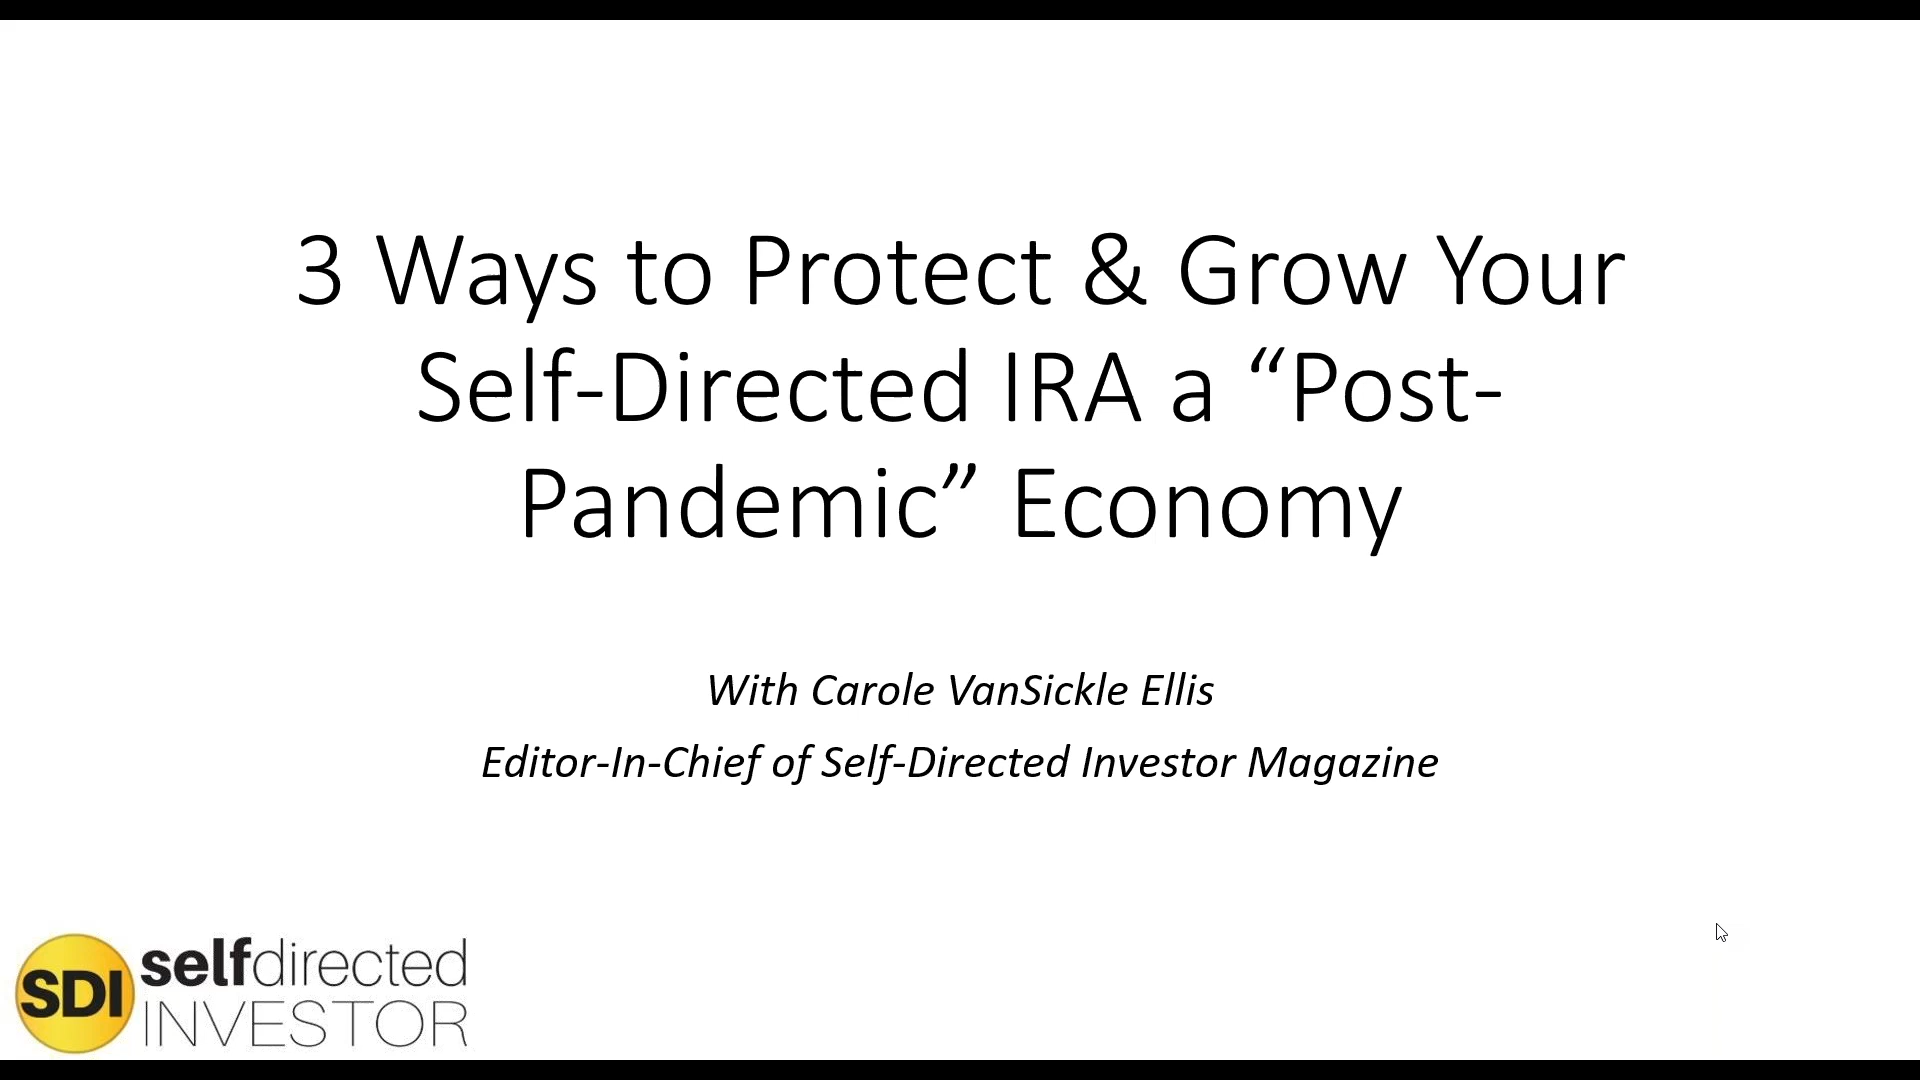 3 Ways to Protect & Grow Your
Self-Directed IRA a “Post-
Pandemic” Economy
With Carole VanSickle Ellis
Editor-In-Chief of Self-Directed Investor Magazine
SDI
selfdirected
INVESTOR